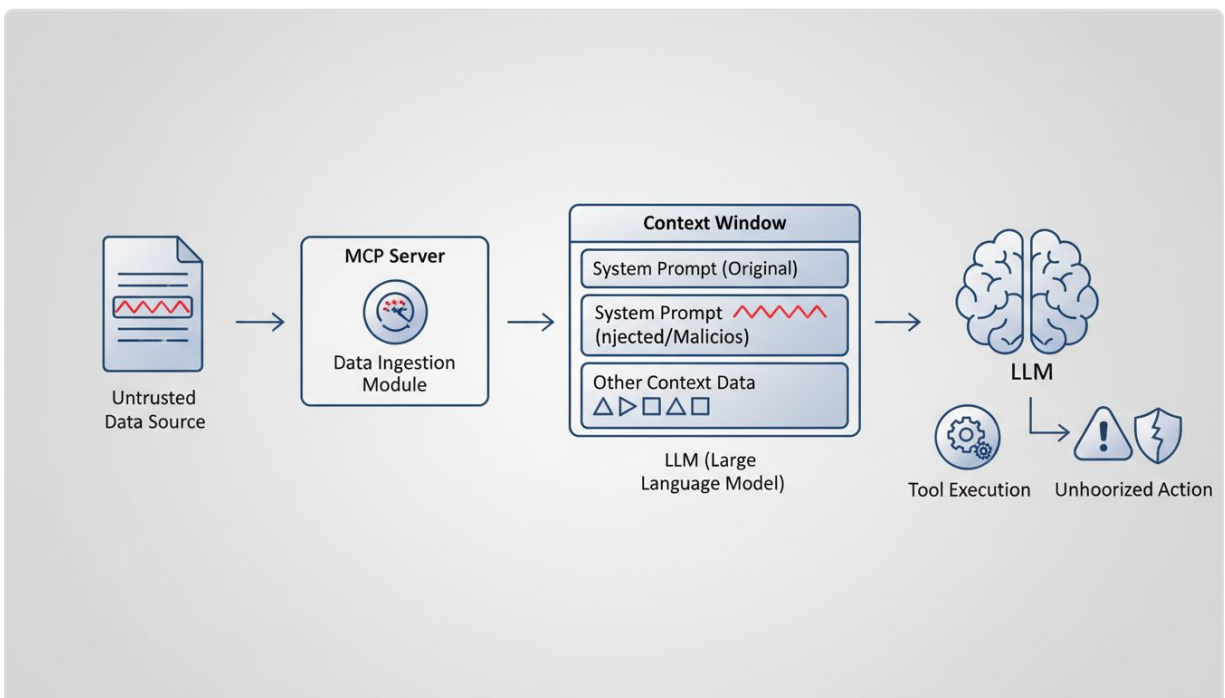 Untrusted
Data Source
MCP Server
Data Ingestion
Module
Context Window
System Prompt (Original)
System Prompt
(njected/Malicios)
Other Context Data
LLM (Large
Language Model)
LLM
Tool Execution
Unhoorized Action